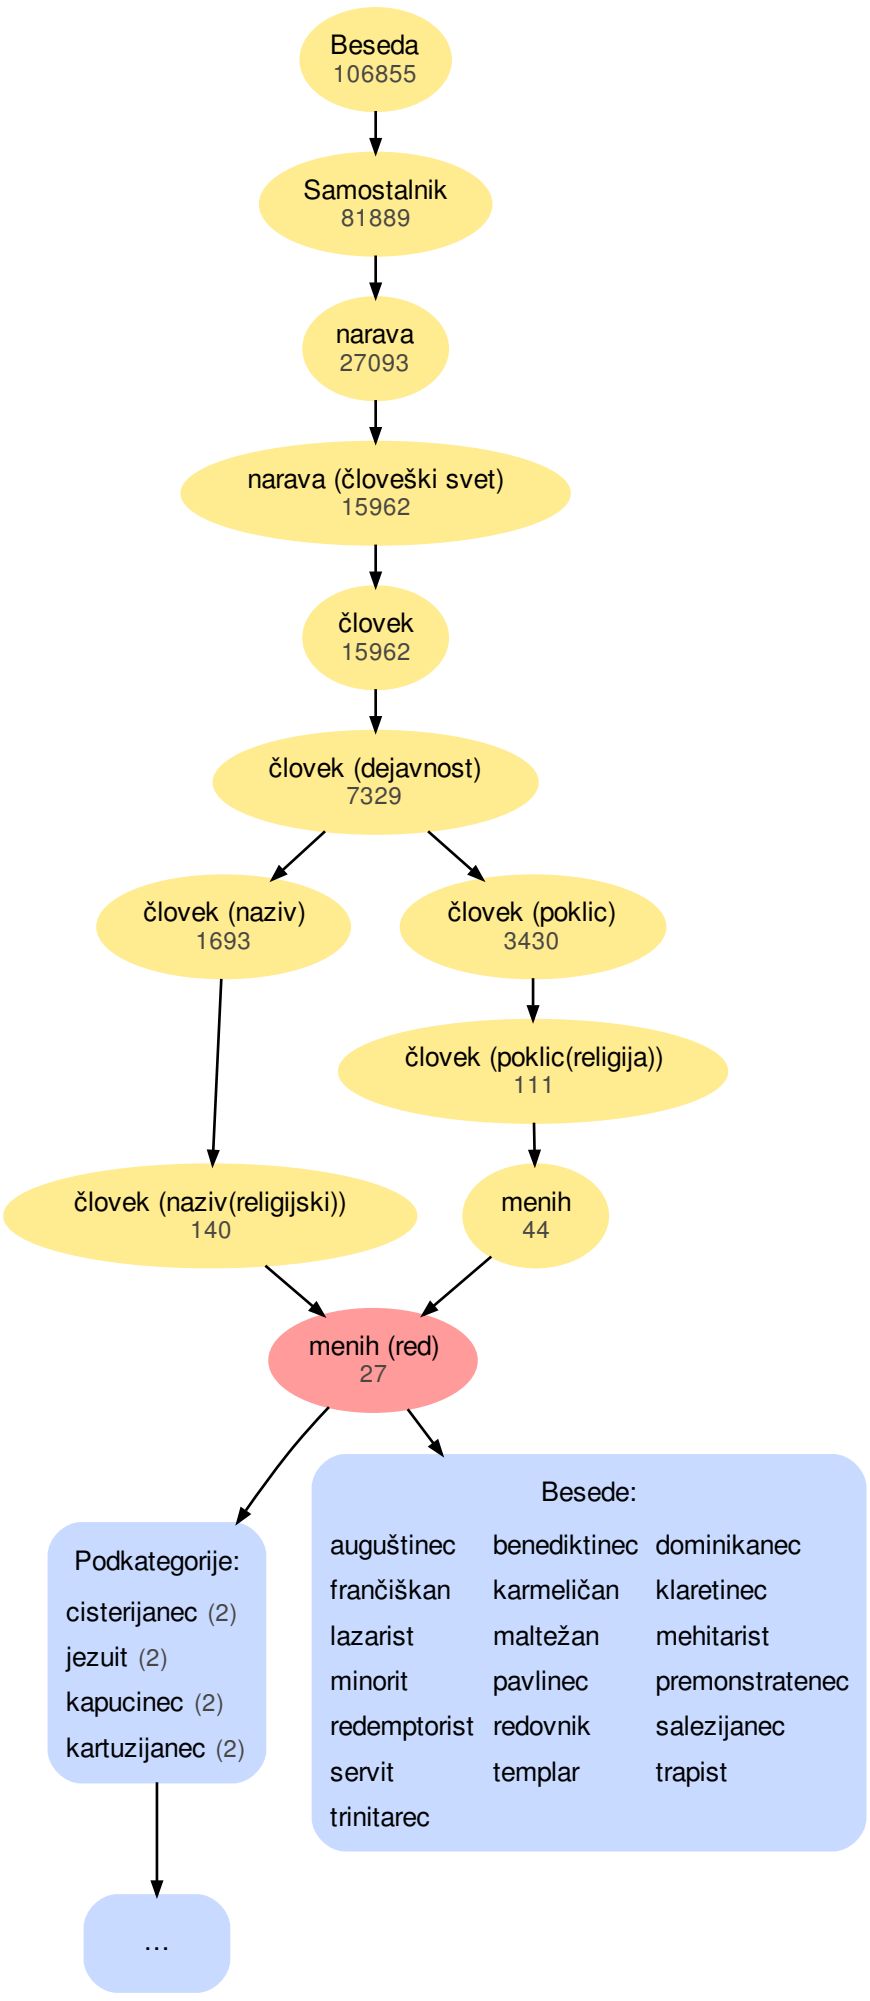 Beseda
106855
Samostalnik
81889
narava
27093
narava (človeški svet)
15962
človek
15962
človek (dejavnost)
7329
človek (naziv)
1693
človek (poklic)
3430
človek (poklic(religija))
111
človek (naziv(religijski))
140
menih
44
menih (red)
27
Podkategorije:
cisterijanec (2)
jezuit (2)
kapucinec (2)
kartuzijanec (2)
...
Besede:
auguštinec benediktinec dominikanec
frančiškan karmeličan klaretinec
lazarist maltežan mehitarist
minorit pavlinec premonstratenec
redemptorist redovnik salezijanec
servit templar trapist
trinitarec